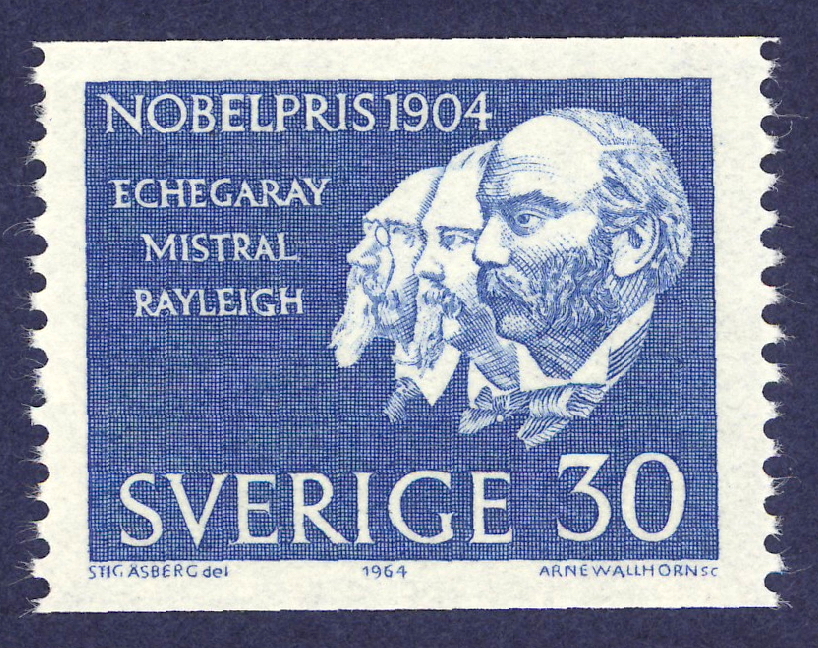 NOBELPRIS 1904
ECHEGARAY
MISTRAL
RAYLEIGH
SVERIGE 30
STIG ÅSBERG del 1964 ARNE WALLHORN sc